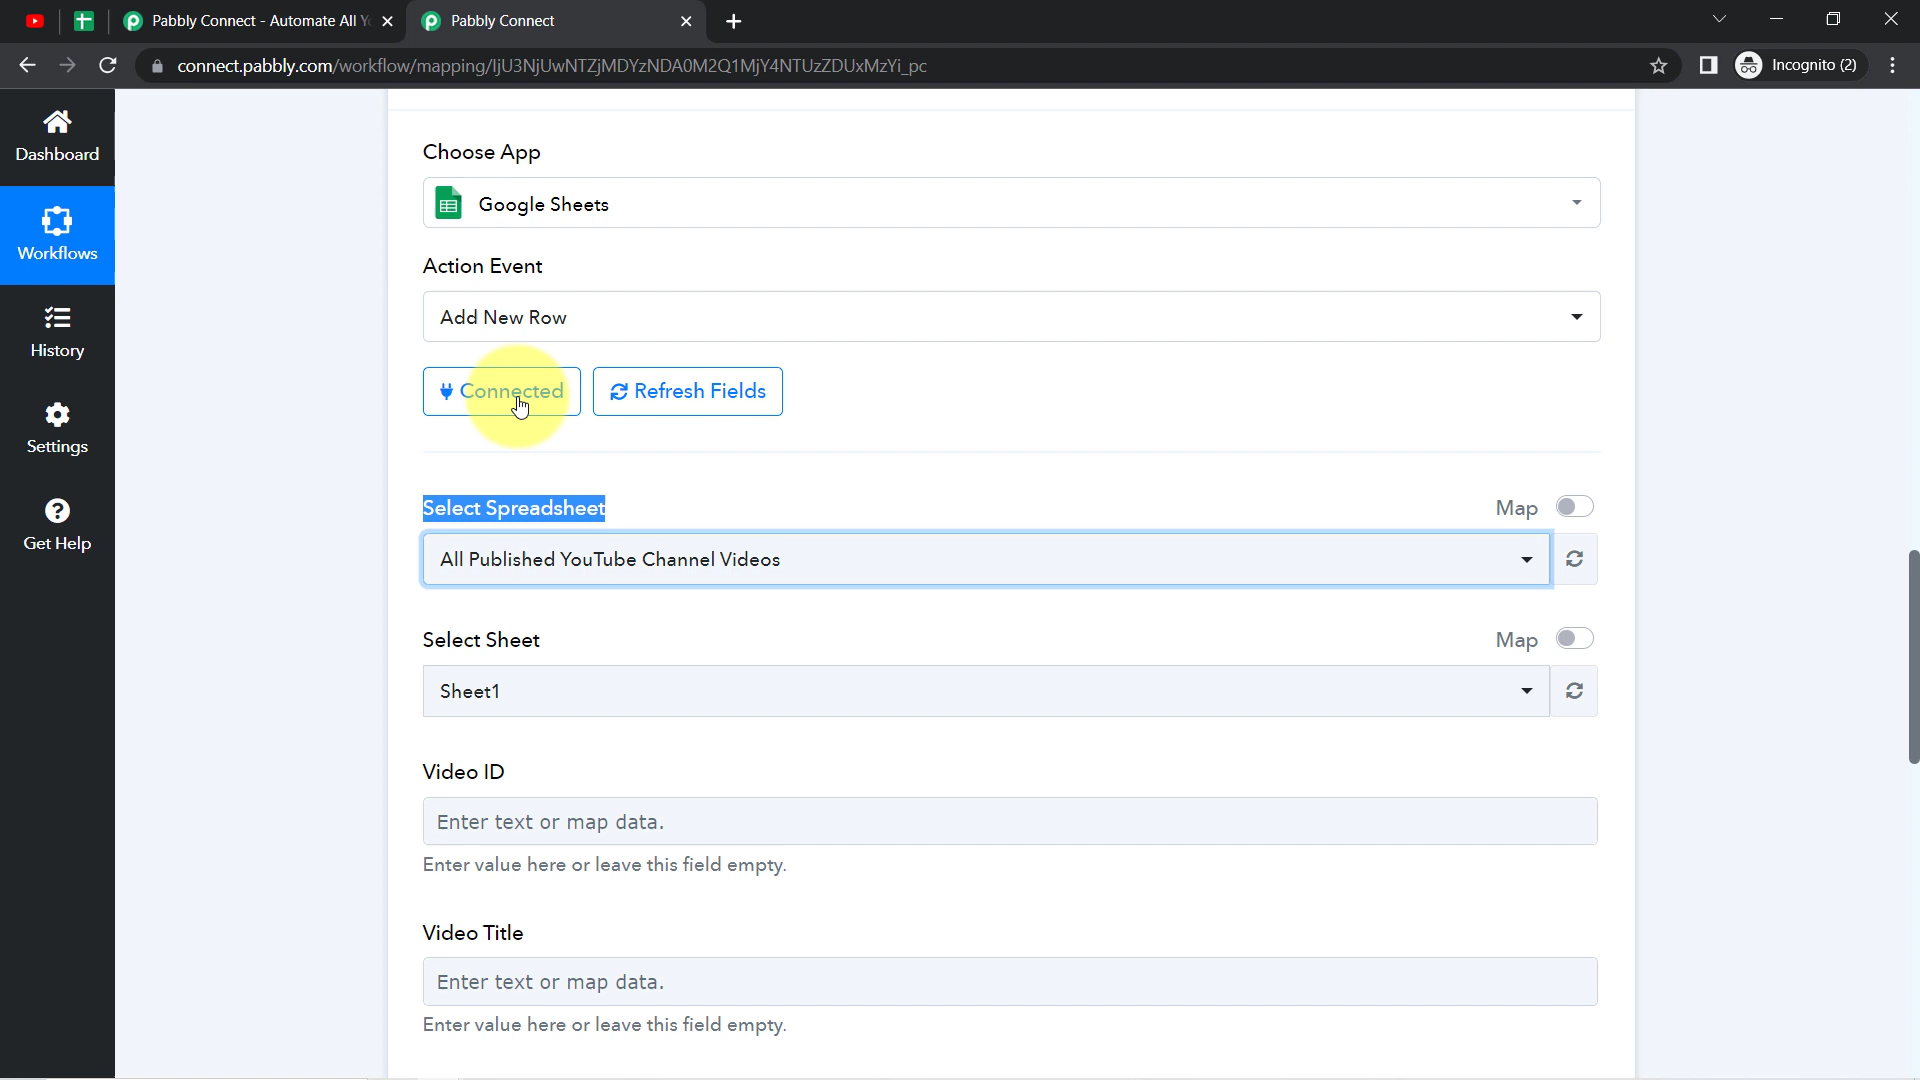 Pabbly Connect - Automate All Y
Pabbly Connect
connect.pabbly.com/workflow/mapping/IjU3NjUwNTZjMDYzNDA0M2Q1MjY4NTUzZDUxMzYi_pc
Incognito (2)
Dashboard
Workflows
History
Settings
Get Help
Choose App
Google Sheets
Action Event
Add New Row
Connected
Refresh Fields
Select Spreadsheet
Map
All Published YouTube Channel Videos
Select Sheet
Map
Sheet1
Video ID
Enter text or map data.
Enter value here or leave this field empty.
Video Title
Enter text or map data.
Enter value here or leave this field empty.